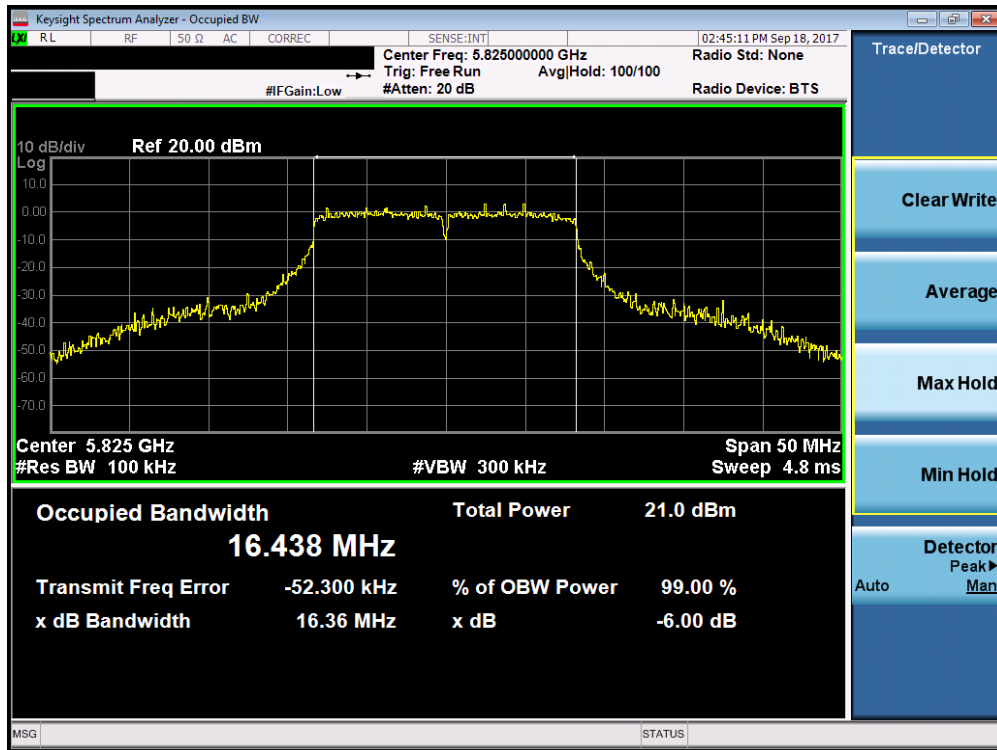 Keysight Spectrum Analyzer - Occupied BW
LXI RL RF 50 Ω AC CORREC SENSE:INT 02:45:11 PM Sep 18, 2017
Center Freq: 5.825000000 GHz Radio Std: None
Trig: Free Run Avg|Hold: 100/100
#IFGain:Low #Atten: 20 dB Radio Device: BTS
10 dB/div Ref 20.00 dBm
Log
10.0
0.00
-10.0
-20.0
-30.0
-40.0
-50.0
-60.0
-70.0
Center 5.825 GHz Span 50 MHz
#Res BW 100 kHz #VBW 300 kHz Sweep 4.8 ms
Occupied Bandwidth Total Power 21.0 dBm
16.438 MHz
Transmit Freq Error -52.300 kHz % of OBW Power 99.00 %
x dB Bandwidth 16.36 MHz x dB -6.00 dB
MSG STATUS
Trace/Detector
Clear Write
Average
Max Hold
Min Hold
Detector
Peak▶
Auto Man